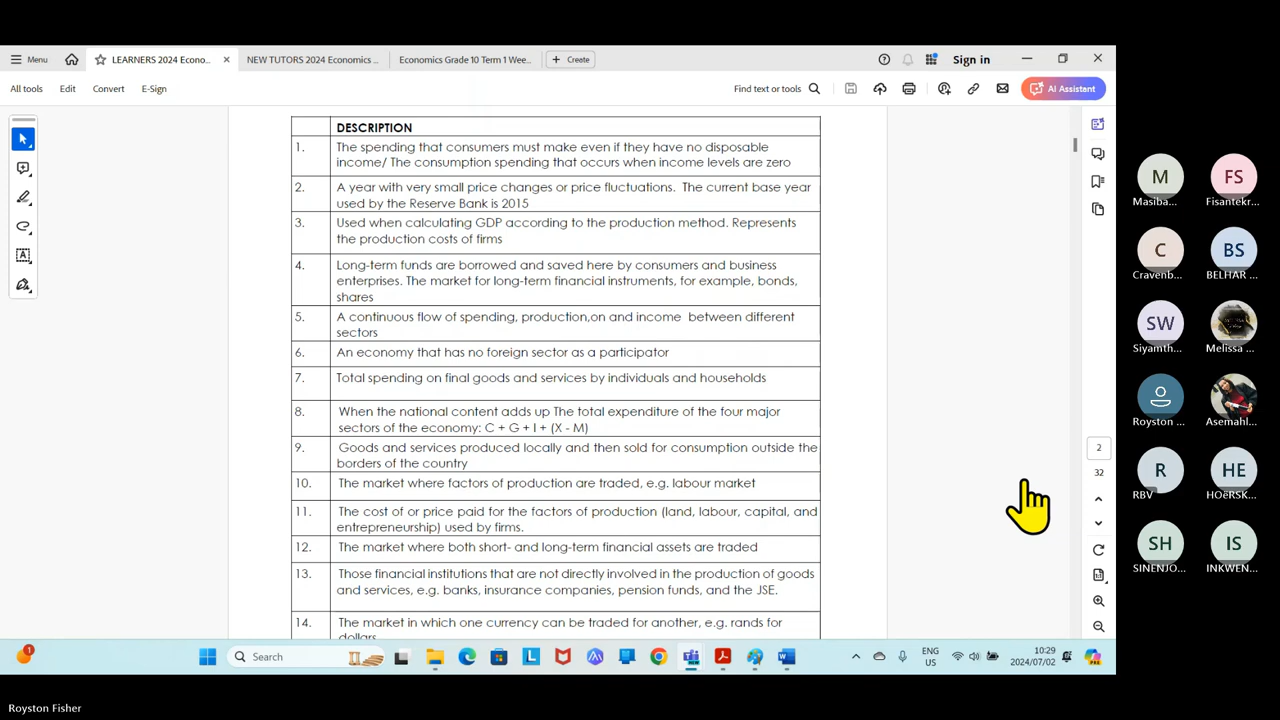 Menu
LEARNERS 2024 Econo...
NEW TUTORS 2024 Economics ...
Economics Grade 10 Term 1 Wee...
Create
Sign in
All tools
Edit
Convert
E-Sign
Find text or tools
AI Assistant
DESCRIPTION
1. The spending that consumers must make even if they have no disposable
income/ The consumption spending that occurs when income levels are zero
2. A year with very small price changes or price fluctuations. The current base year
used by the Reserve Bank is 2015
3. Used when calculating GDP according to the production method. Represents
the production costs of firms
4. Long-term funds are borrowed and saved here by consumers and business
enterprises. The market for long-term financial instruments, for example, bonds,
shares
5. A continuous flow of spending, production,on and income between different
sectors
6. An economy that has no foreign sector as a participator
7. Total spending on final goods and services by individuals and households
8. When the national content adds up The total expenditure of the four major
sectors of the economy: C + G + I + (X - M)
9. Goods and services produced locally and then sold for consumption outside the
borders of the country
10. The market where factors of production are traded, e.g. labour market
11. The cost of or price paid for the factors of production (land, labour, capital, and
entrepreneurship) used by firms.
12. The market where both short- and long-term financial assets are traded
13. Those financial institutions that are not directly involved in the production of goods
and services, e.g. banks, insurance companies, pension funds, and the JSE.
14. The market in which one currency can be traded for another, e.g. rands for
dollars
2
32
M
Masiba...
FS
Fisantekr...
C
Cravenb...
BS
BELHAR ...
SW
Siyamth...
Melissa ...
Royston ...
Asemahl...
R
RBV
HE
HOëRSK...
SH
SINENJO...
IS
INKWEN...
1
Search
ENG
US
10:29
2024/07/02
Royston Fisher